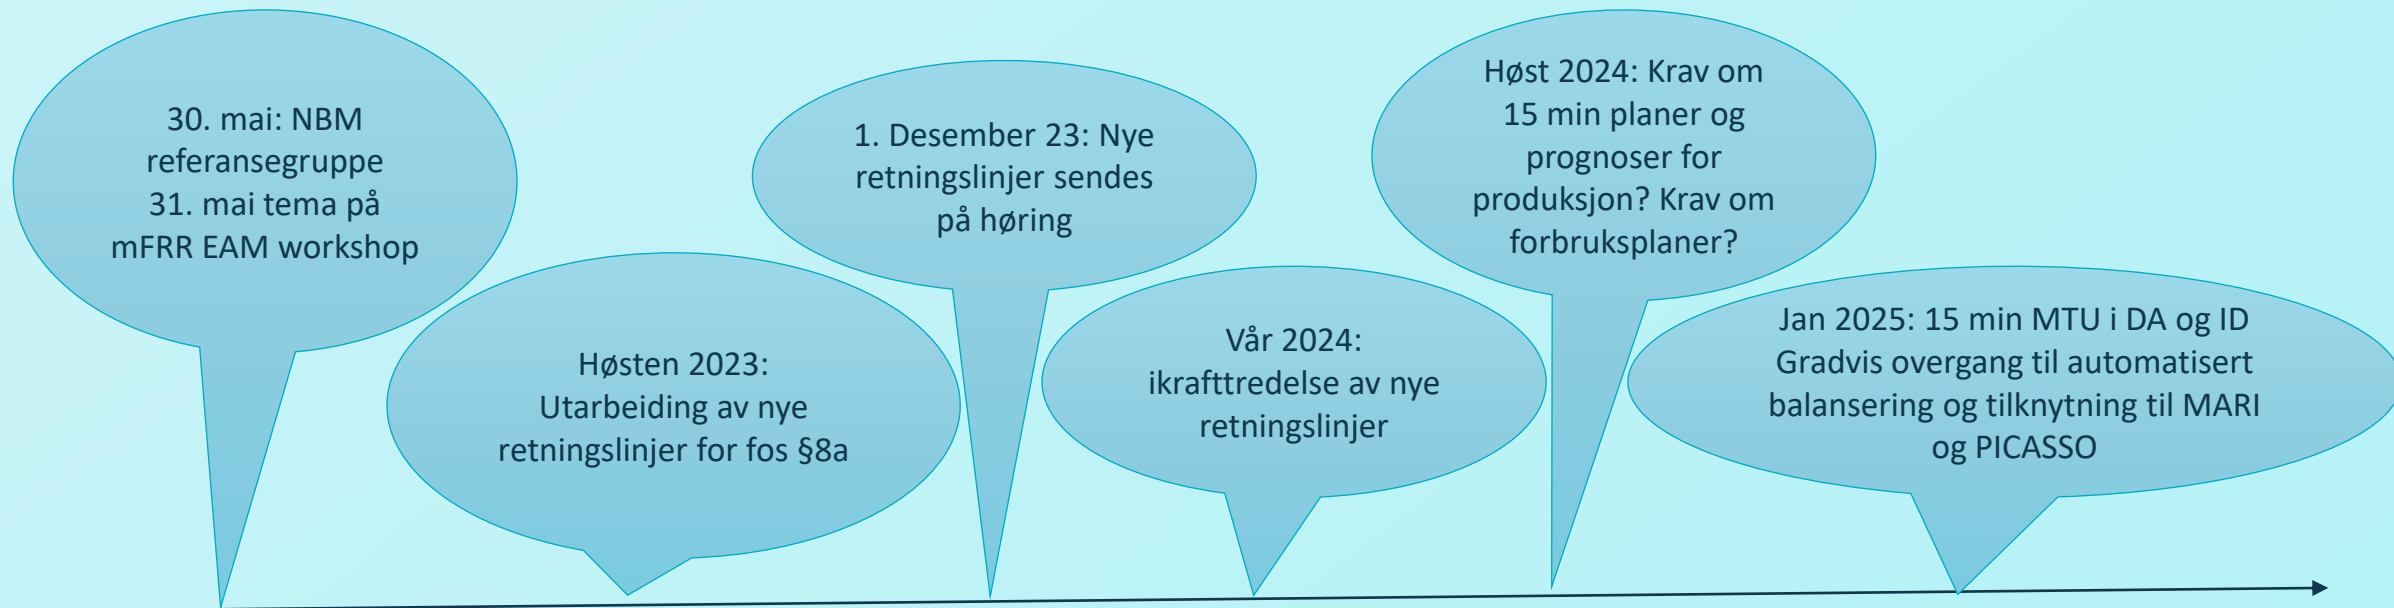 30. mai: NBM
referansegruppe
31. mai tema på
mFRR EAM workshop
Høsten 2023:
Utarbeiding av nye
retningslinjer for fos §8a
1. Desember 23: Nye
retningslinjer sendes
på høring
Vår 2024:
ikrafttredelse av nye
retningslinjer
Høst 2024: Krav om
15 min planer og
prognoser for
produksjon? Krav om
forbruksplaner?
Jan 2025: 15 min MTU i DA og ID
Gradvis overgang til automatisert
balansering og tilknytning til MARI
og PICASSO